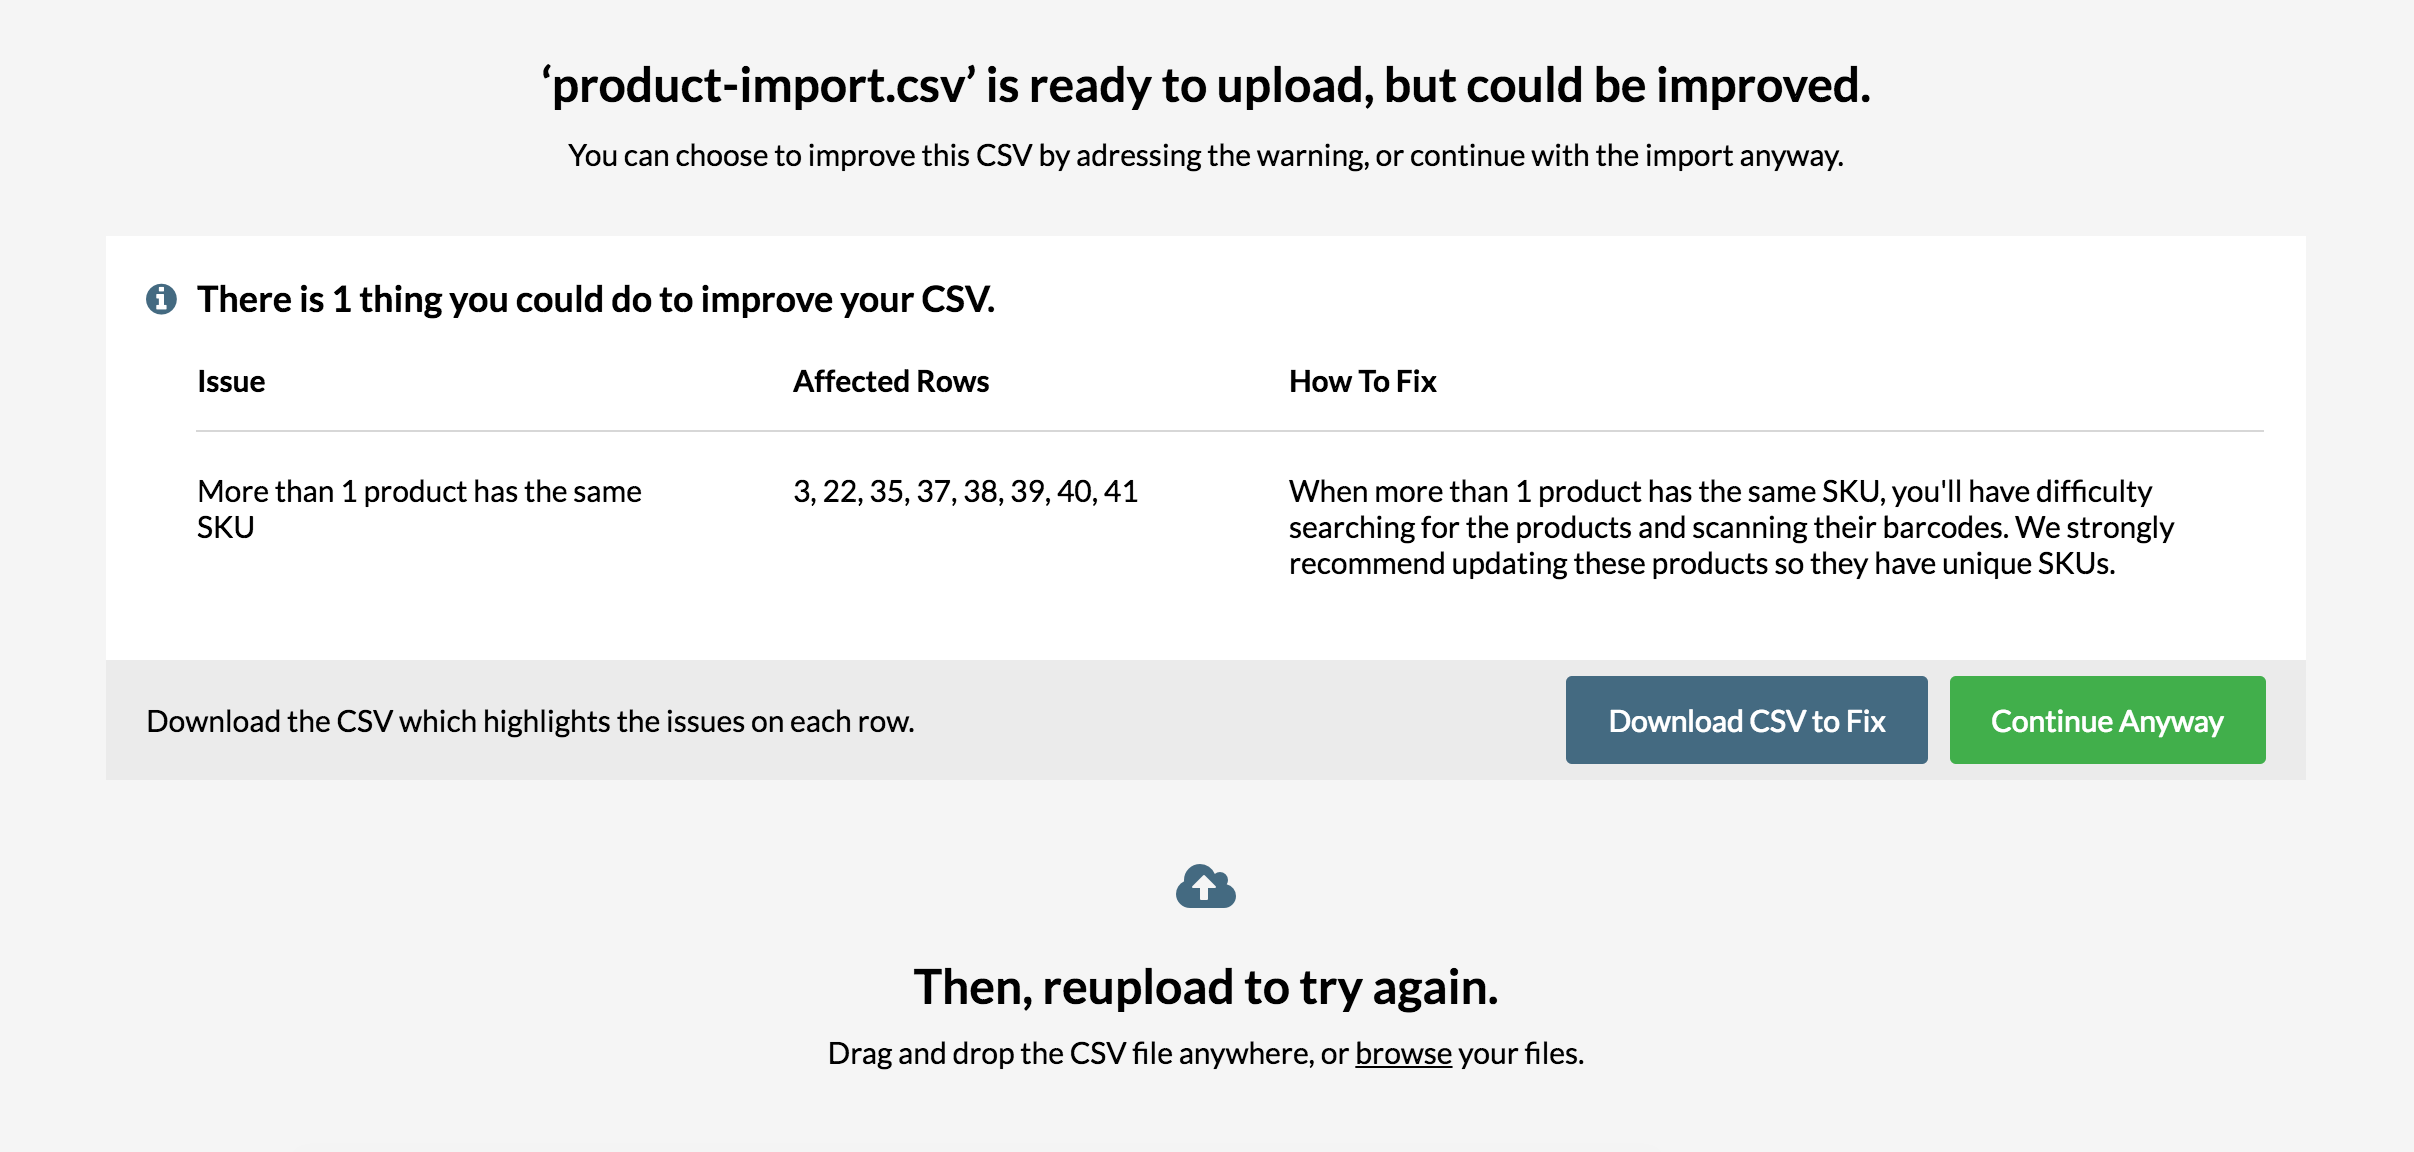 ‘product-import.csv’ is ready to upload, but could be improved.
You can choose to improve this CSV by adressing the warning, or continue with the import anyway.
There is 1 thing you could do to improve your CSV.
Issue
Affected Rows
How To Fix
More than 1 product has the same
SKU
3, 22, 35, 37, 38, 39, 40, 41
When more than 1 product has the same SKU, you'll have difficulty
searching for the products and scanning their barcodes. We strongly
recommend updating these products so they have unique SKUs.
Download the CSV which highlights the issues on each row.
Download CSV to Fix
Continue Anyway
Then, reupload to try again.
Drag and drop the CSV file anywhere, or browse your files.